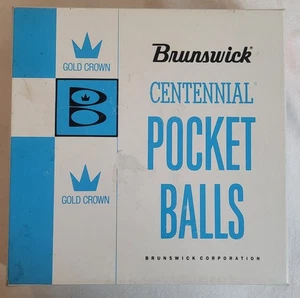 GOLD CROWN
B
GOLD CROWN
Brunswick
CENTENNIAL
POCKET
BALLS
BRUNSWICK CORPORATION